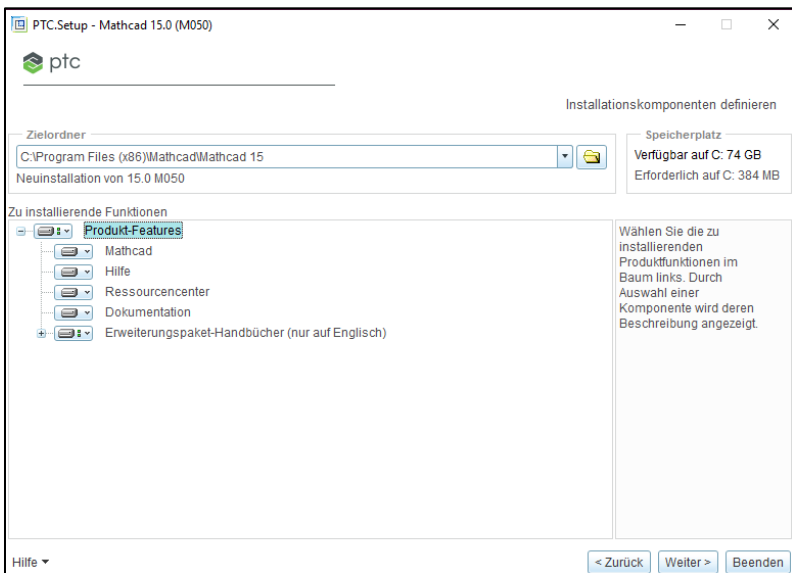 PTC.Setup - Mathcad 15.0 (M050)
ptc
Installationskomponenten definieren
Zielordner
C:\Program Files (x86)\Mathcad\Mathcad 15
Neuinstallation von 15.0 M050
Speicherplatz
Verfügbar auf C: 74 GB
Erforderlich auf C: 384 MB
Zu installierende Funktionen
Produkt-Features
Mathcad
Hilfe
Ressourcencenter
Dokumentation
Erweiterungspaket-Handbücher (nur auf Englisch)
Wählen Sie die zu
installierenden
Produktfunktionen im
Baum links. Durch
Auswahl einer
Komponente wird deren
Beschreibung angezeigt.
Hilfe
< Zurück
Weiter >
Beenden